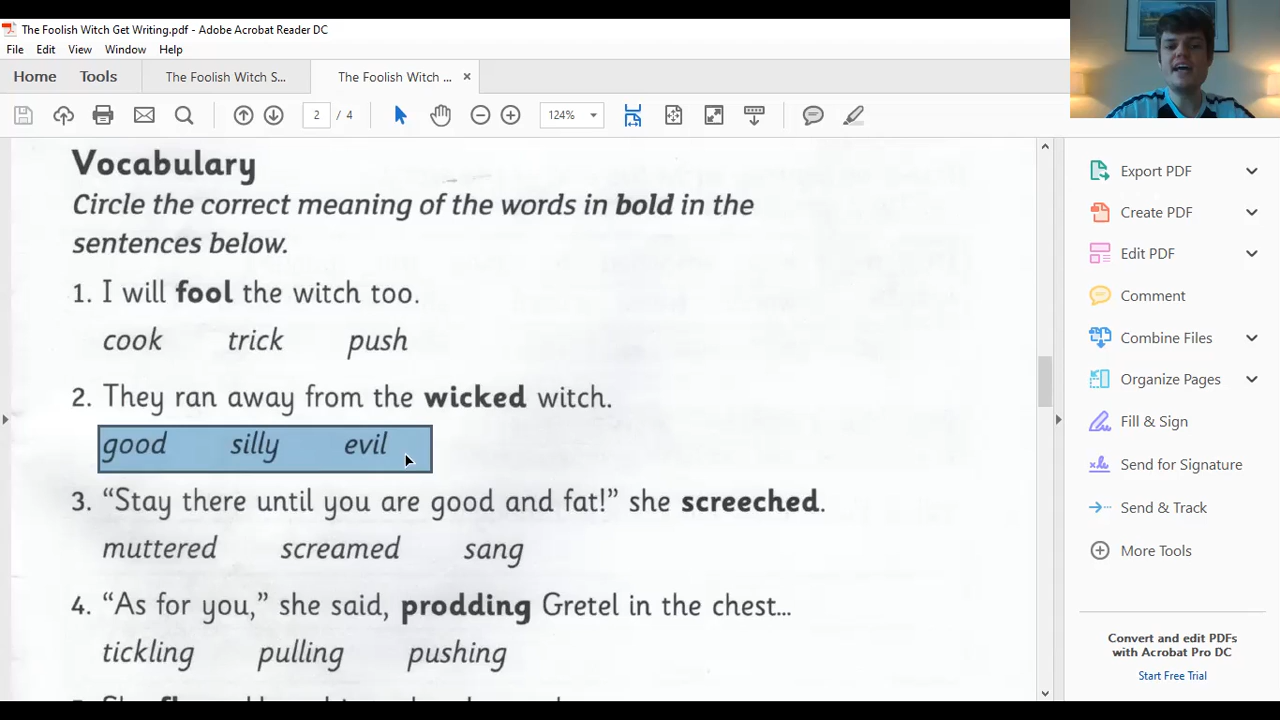 The Foolish Witch Get Writing.pdf - Adobe Acrobat Reader DC
File Edit View Window Help
Home Tools The Foolish Witch S... The Foolish Witch ... ×
2 / 4 124%
Vocabulary
Circle the correct meaning of the words in bold in the
sentences below.
1. I will fool the witch too.
cook trick push
2. They ran away from the wicked witch.
good silly evil
3. “Stay there until you are good and fat!” she screeched.
muttered screamed sang
4. “As for you,” she said, prodding Gretel in the chest...
tickling pulling pushing
Export PDF
Create PDF
Edit PDF
Comment
Combine Files
Organize Pages
Fill & Sign
Send for Signature
Send & Track
More Tools
Convert and edit PDFs
with Acrobat Pro DC
Start Free Trial